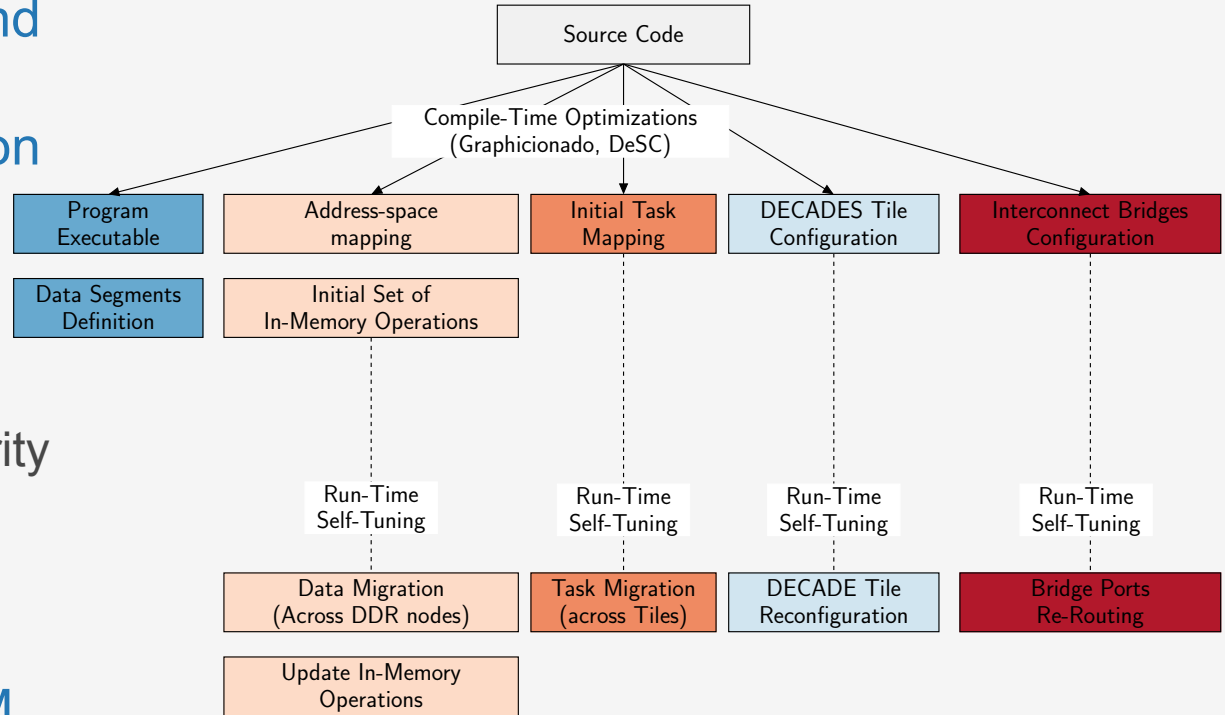 nd
on
rity
M
Source Code
Compile-Time Optimizations
(Graphicionado, DeSC)
Program
Executable
Address-space
mapping
Initial Task
Mapping
DECADES Tile
Configuration
Interconnect Bridges
Configuration
Data Segments
Definition
Initial Set of
In-Memory Operations
Run-Time
Self-Tuning
Run-Time
Self-Tuning
Run-Time
Self-Tuning
Run-Time
Self-Tuning
Data Migration
(Across DDR nodes)
Task Migration
(across Tiles)
DECADE Tile
Reconfiguration
Bridge Ports
Re-Routing
Update In-Memory
Operations